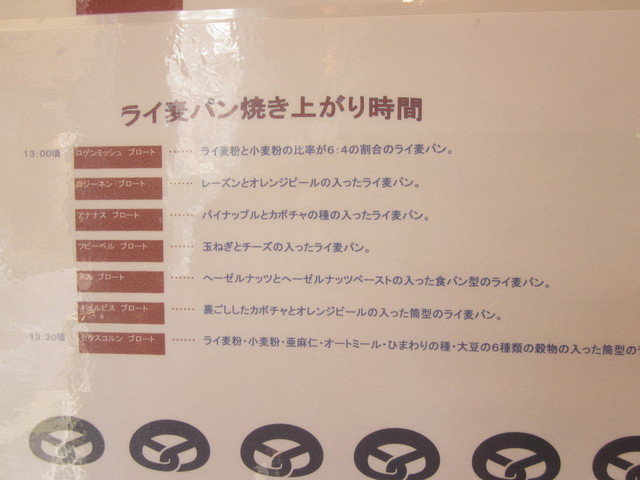 ライ麦パン焼き上がり時間
13:00頃 ロゲンミッシュ ブロート ‥‥‥ ライ麦粉と小麦粉の比率が6:4の割合のライ麦パン。
ロジーネン ブロート ‥‥‥ レーズンとオレンジピールの入ったライ麦パン。
アナナス ブロート ‥‥‥ パイナップルとカボチャの種の入ったライ麦パン。
ツビーベル ブロート ‥‥‥ 玉ねぎとチーズの入ったライ麦パン。
ヌス ブロート ‥‥‥ ヘーゼルナッツとヘーゼルナッツペーストの入った食パン型のライ麦パン。
ブロート ‥‥‥ 裏ごししたカボチャとオレンジピールの入った筒型のライ麦パン。
13:30頃 ゼクスコルン ブロート ‥‥‥ ライ麦粉・小麦粉・亜麻仁・オートミール・ひまわりの種・大豆の6種類の穀物の入った筒型の